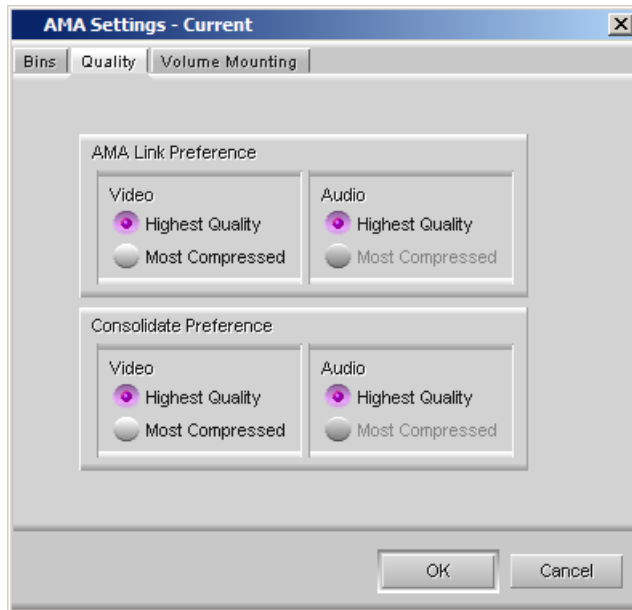 AMA Settings - Current
Bins Quality Volume Mounting
AMA Link Preference
Video Audio
Highest Quality Highest Quality
Most Compressed Most Compressed
Consolidate Preference
Video Audio
Highest Quality Highest Quality
Most Compressed Most Compressed
OK Cancel